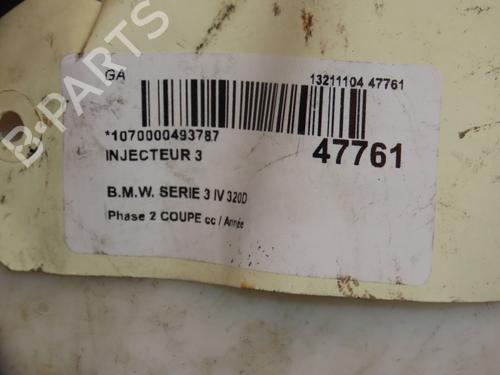 GA
13211104 47761
*1070000493787
47761
INJECTEUR 3
B.M.W. SERIE 3 IV 320D
Phase 2 COUPE cc / Année
B-PARTS